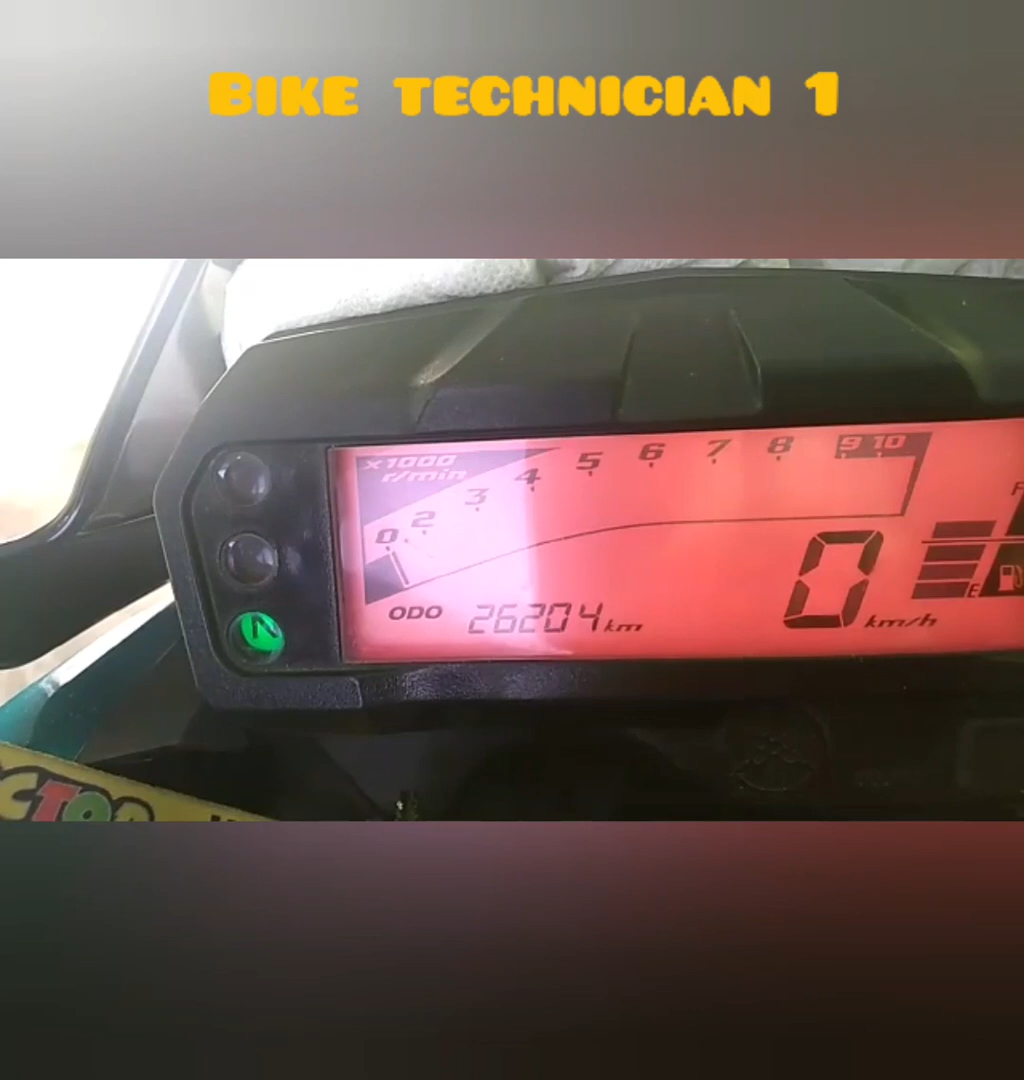 Bike technician 1
x1000
r/min
0 2 3 4 5 6 7 8 9 10
F
ODO 26204 km
0 km/h
E
N